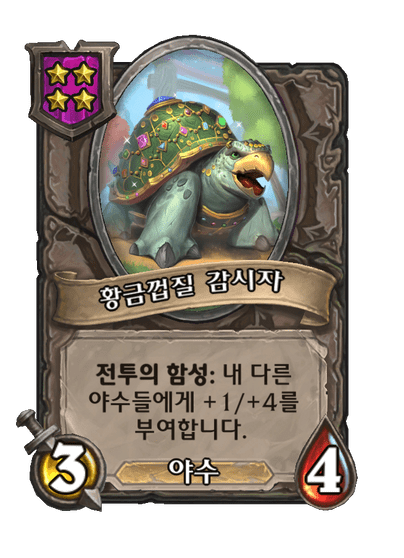 황금껍질 감시자
전투의 함성: 내 다른
야수들에게 +1/+4를
부여합니다.
3
야수
4